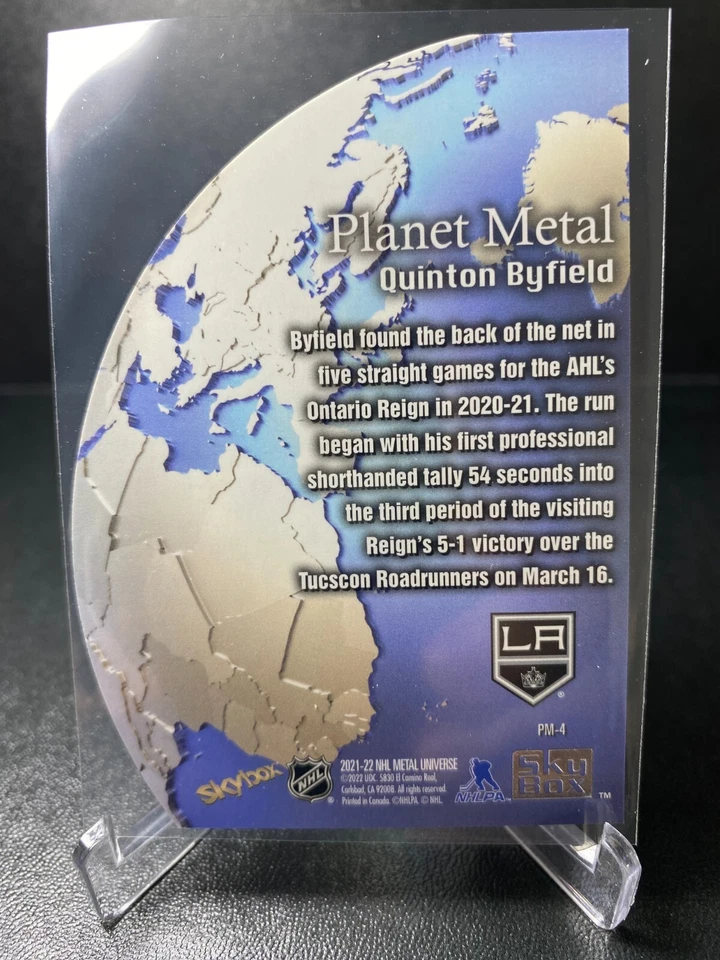 Planet Metal
Quinton Byfield
Byfield found the back of the net in
five straight games for the AHL's
Ontario Reign in 2020-21. The run
began with his first professional
shorthanded tally 54 seconds into
the third period of the visiting
Reign's 5-1 victory over the
Tucscon Roadrunners on March 16.
LA
®
PM-4
skybox
NHL
®
2021-22 NHL METAL UNIVERSE
©2022 UDC. 5830 El Camino Real,
Carlsbad, CA 92008. All rights reserved.
Printed in Canada. ©NHLPA. © NHL.
NHLPA™
SKY
BOX
™